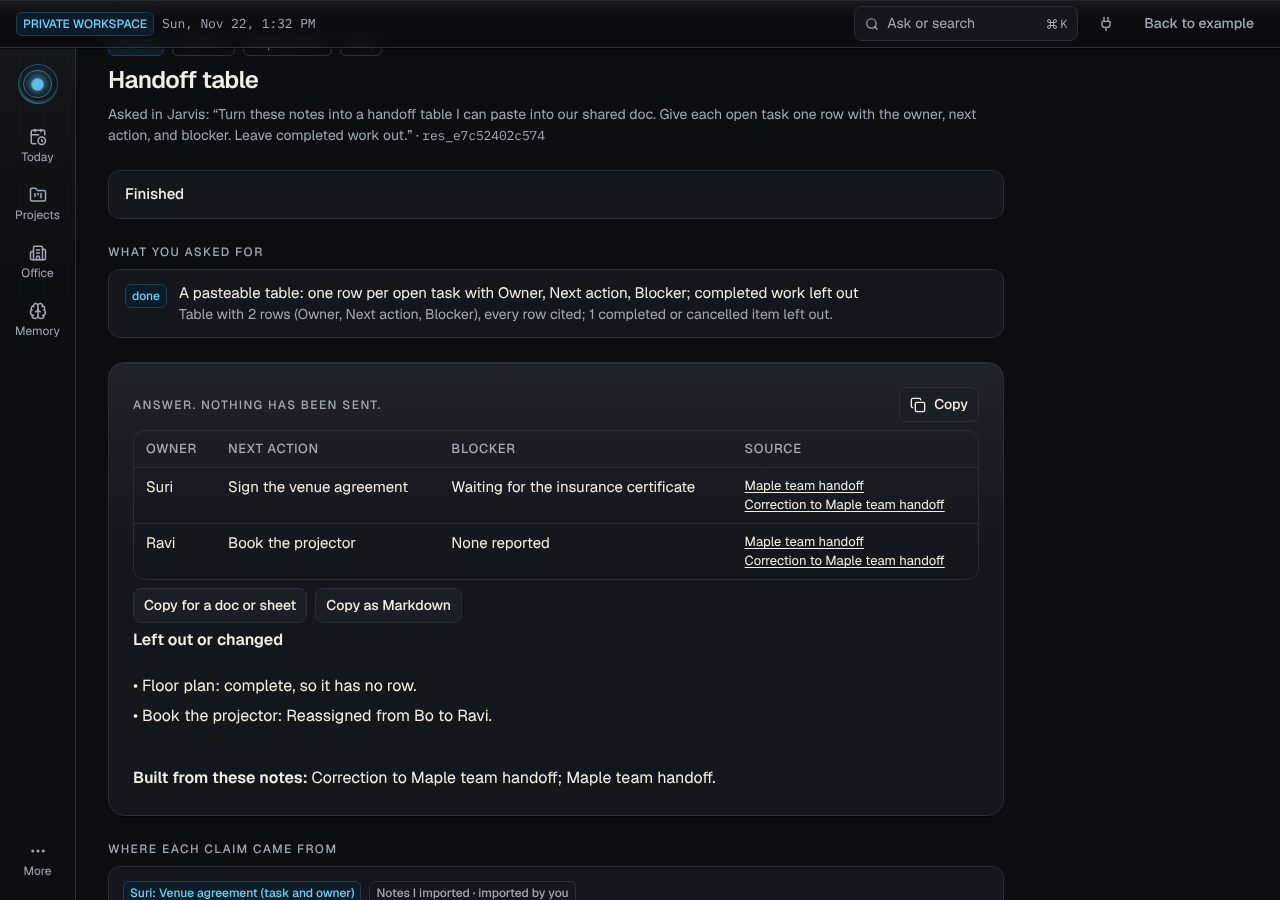 PRIVATE WORKSPACE
Sun, Nov 22, 1:32 PM
Ask or search
⌘K
Back to example
Today
Projects
Office
Memory
More
Handoff table
Asked in Jarvis: “Turn these notes into a handoff table I can paste into our shared doc. Give each open task one row with the owner, next
action, and blocker. Leave completed work out.” · res_e7c52402c574
Finished
WHAT YOU ASKED FOR
done
A pasteable table: one row per open task with Owner, Next action, Blocker; completed work left out
Table with 2 rows (Owner, Next action, Blocker), every row cited; 1 completed or cancelled item left out.
ANSWER. NOTHING HAS BEEN SENT.
Copy
OWNER NEXT ACTION BLOCKER SOURCE
Suri Sign the venue agreement Waiting for the insurance certificate Maple team handoff
Correction to Maple team handoff
Ravi Book the projector None reported Maple team handoff
Correction to Maple team handoff
Copy for a doc or sheet
Copy as Markdown
Left out or changed
• Floor plan: complete, so it has no row.
• Book the projector: Reassigned from Bo to Ravi.
Built from these notes: Correction to Maple team handoff; Maple team handoff.
WHERE EACH CLAIM CAME FROM
Suri: Venue agreement (task and owner)
Notes I imported · imported by you